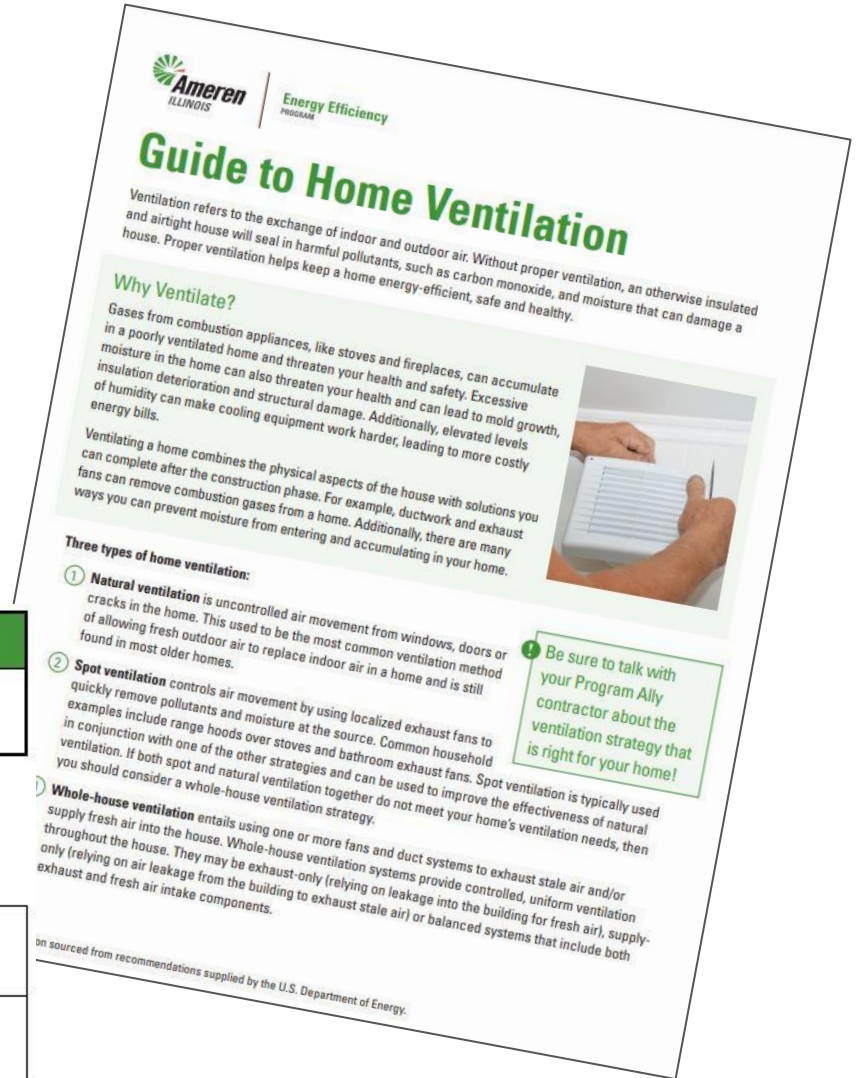 Ameren
ILLINOIS
Energy Efficiency
PROGRAM
Guide to Home Ventilation
Ventilation refers to the exchange of indoor and outdoor air. Without proper ventilation, an otherwise insulated
and airtight house will seal in harmful pollutants, such as carbon monoxide, and moisture that can damage a
house. Proper ventilation helps keep a home energy-efficient, safe and healthy.
Why Ventilate?
Gases from combustion appliances, like stoves and fireplaces, can accumulate
in a poorly ventilated home and threaten your health and safety. Excessive
moisture in the home can also threaten your health and can lead to mold growth,
insulation deterioration and structural damage. Additionally, elevated levels
of humidity can make cooling equipment work harder, leading to more costly
energy bills.
Ventilating a home combines the physical aspects of the house with solutions you
can complete after the construction phase. For example, ductwork and exhaust
fans can remove combustion gases from a home. Additionally, there are many
ways you can prevent moisture from entering and accumulating in your home.
Three types of home ventilation:
1 Natural ventilation is uncontrolled air movement from windows, doors or
cracks in the home. This used to be the most common ventilation method
of allowing fresh outdoor air to replace indoor air in a home and is still
found in most older homes.
2 Spot ventilation controls air movement by using localized exhaust fans to
quickly remove pollutants and moisture at the source. Common household
examples include range hoods over stoves and bathroom exhaust fans. Spot ventilation is typically used
in conjunction with one of the other strategies and can be used to improve the effectiveness of natural
ventilation. If both spot and natural ventilation together do not meet your home's ventilation needs, then
you should consider a whole-house ventilation strategy.
! Be sure to talk with
your Program Ally
contractor about the
ventilation strategy that
is right for your home!
Whole-house ventilation entails using one or more fans and duct systems to exhaust stale air and/or
supply fresh air into the house. Whole-house ventilation systems provide controlled, uniform ventilation
throughout the house. They may be exhaust-only (relying on leakage into the building for fresh air), supply-
only (relying on air leakage from the building to exhaust stale air) or balanced systems that include both
exhaust and fresh air intake components.
on sourced from recommendations supplied by the U.S. Department of Energy.